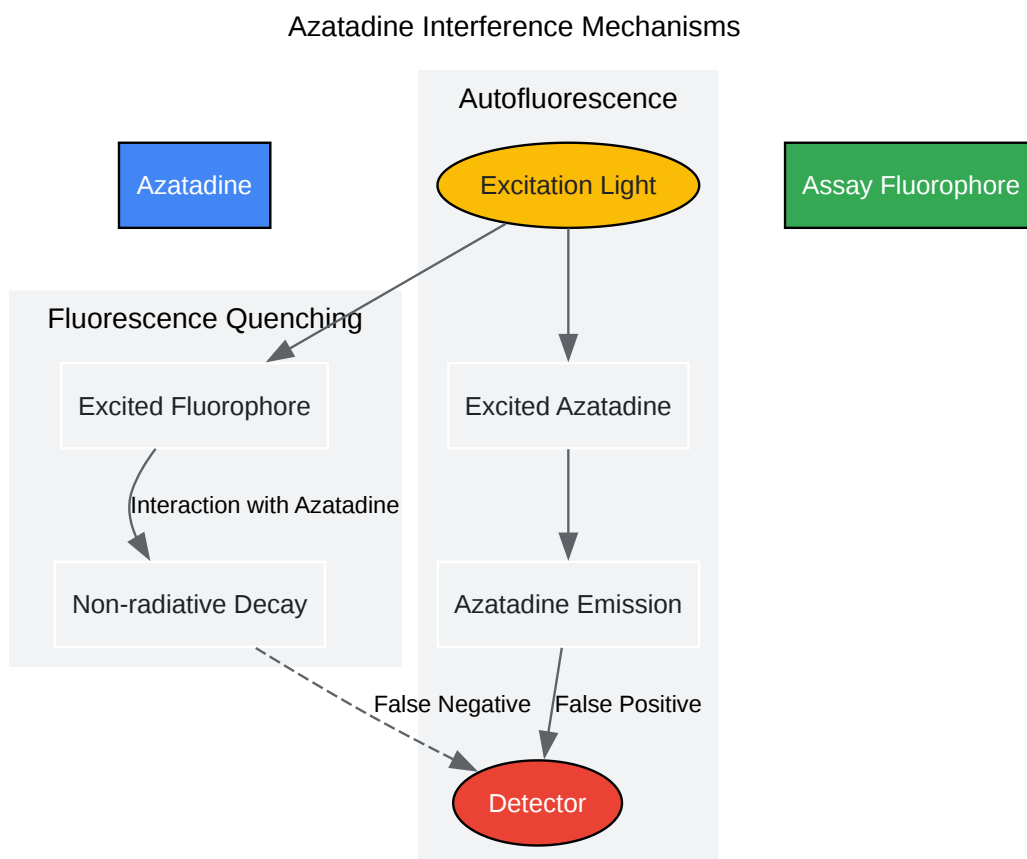 Azatadine Interference Mechanisms
Autofluorescence
Azatadine
Excitation Light
Assay Fluorophore
Fluorescence Quenching
Excited Fluorophore
Excited Azatadine
Interaction with Azatadine
Non-radiative Decay
Azatadine Emission
False Negative
False Positive
Detector